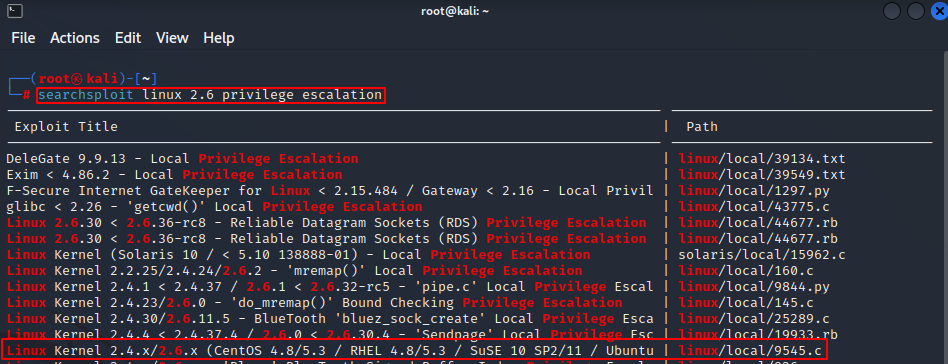 root@kali: ~
File Actions Edit View Help
(root㉿kali)-[~]
# searchsploit linux 2.6 privilege escalation
Exploit Title | Path
DeleGate 9.9.13 - Local Privilege Escalation | linux/local/39134.txt
Exim < 4.86.2 - Local Privilege Escalation | linux/local/39549.txt
F-Secure Internet GateKeeper for Linux < 2.15.484 / Gateway < 2.16 - Local Privil | linux/local/1297.py
glibc < 2.26 - 'getcwd()' Local Privilege Escalation | linux/local/43775.c
Linux 2.6.30 < 2.6.36-rc8 - Reliable Datagram Sockets (RDS) Privilege Escalation | linux/local/44677.rb
Linux 2.6.30 < 2.6.36-rc8 - Reliable Datagram Sockets (RDS) Privilege Escalation | linux/local/44677.rb
Linux Kernel (Solaris 10 / < 5.10 138888-01) - Local Privilege Escalation | solaris/local/15962.c
Linux Kernel 2.2.25/2.4.24/2.6.2 - 'mremap()' Local Privilege Escalation | linux/local/160.c
Linux Kernel 2.4.1 < 2.4.37 / 2.6.1 < 2.6.32-rc5 - 'pipe.c' Local Privilege Escal | linux/local/9844.py
Linux Kernel 2.4.23/2.6.0 - 'do_mremap()' Bound Checking Privilege Escalation | linux/local/145.c
Linux Kernel 2.4.30/2.6.11.5 - BlueTooth 'bluez_sock_create' Local Privilege Esca | linux/local/25289.c
Linux Kernel 2.4.4 < 2.4.37.4 / 2.6.0 < 2.6.30.4 - 'Sendpage' Local Privilege Esc | linux/local/19933.rb
Linux Kernel 2.4.x/2.6.x (CentOS 4.8/5.3 / RHEL 4.8/5.3 / SuSE 10 SP2/11 / Ubuntu | linux/local/9545.c